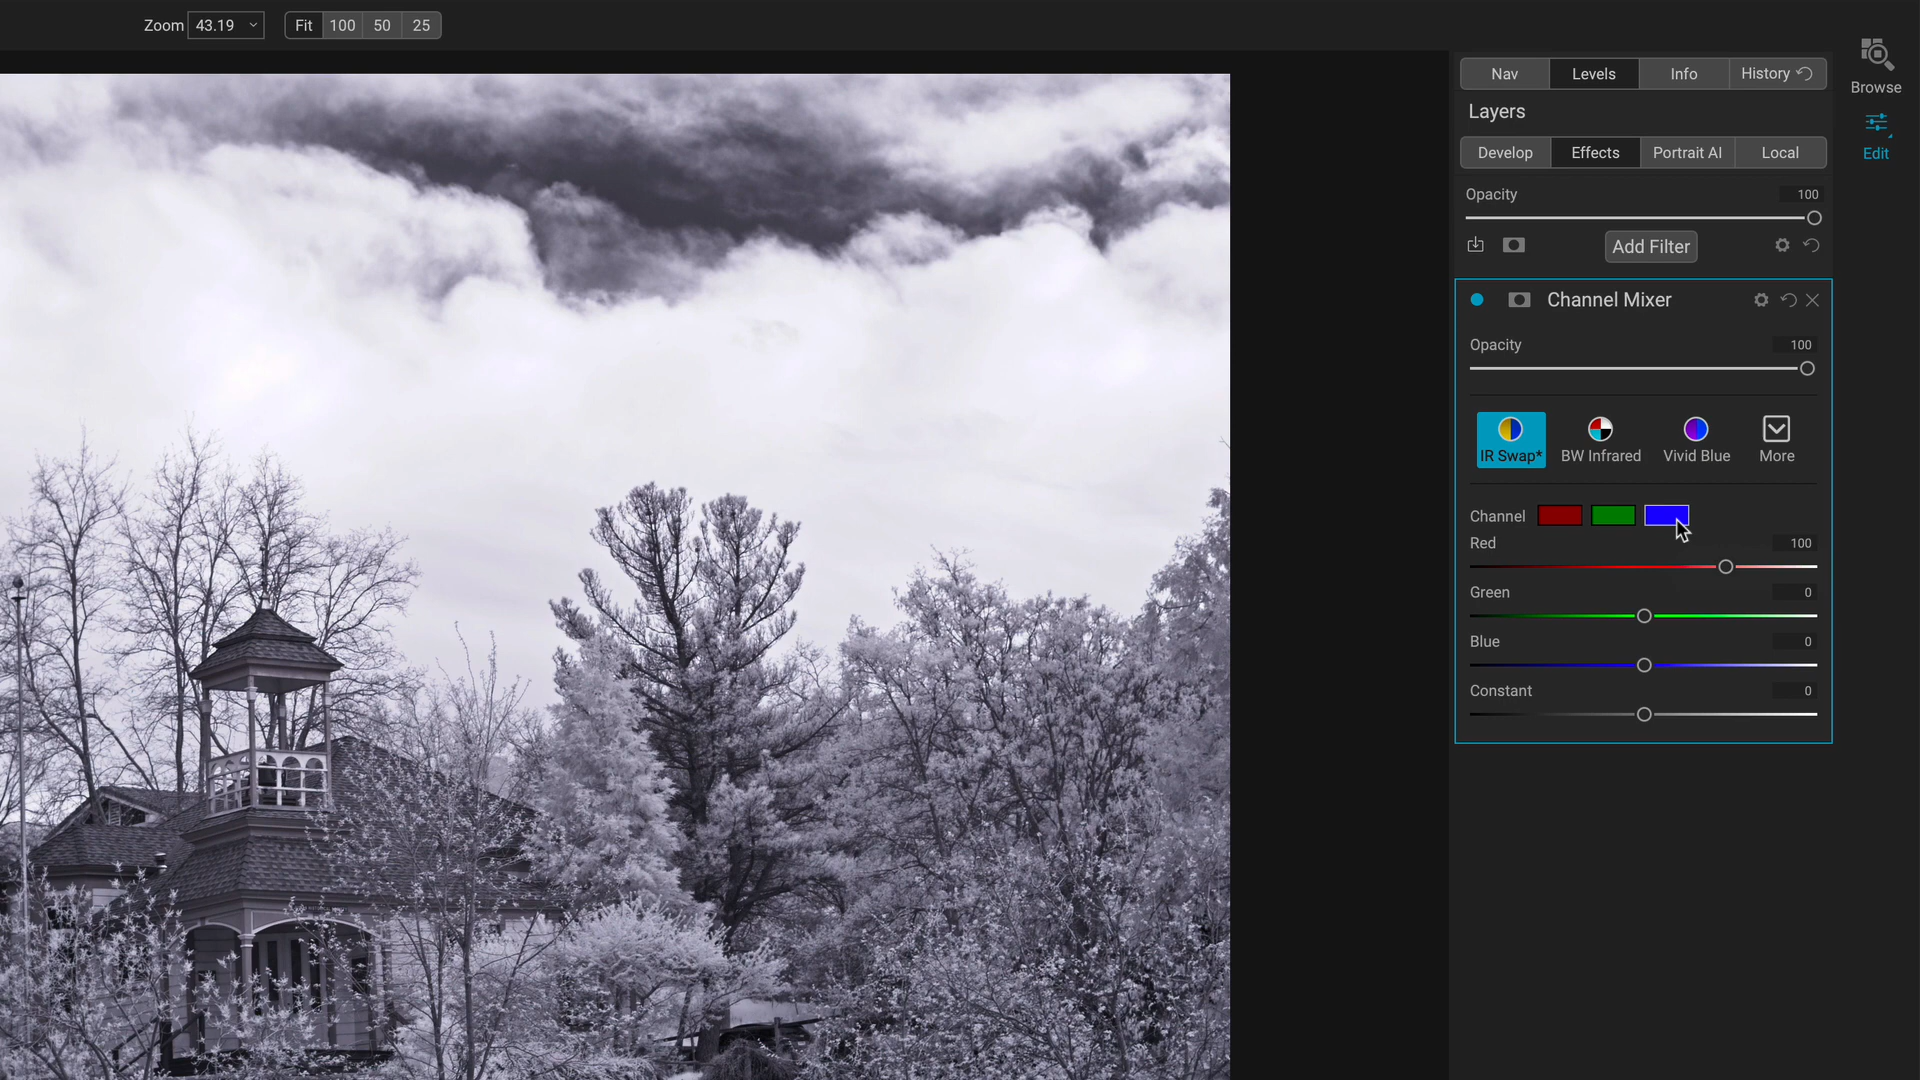 Zoom 43.19 Fit 100 50 25
Browse
Edit
Nav Levels Info History
Layers
Develop Effects Portrait AI Local
Opacity 100
Add Filter
Channel Mixer
Opacity 100
IR Swap* BW Infrared Vivid Blue More
Channel
Red 100
Green 0
Blue 0
Constant 0